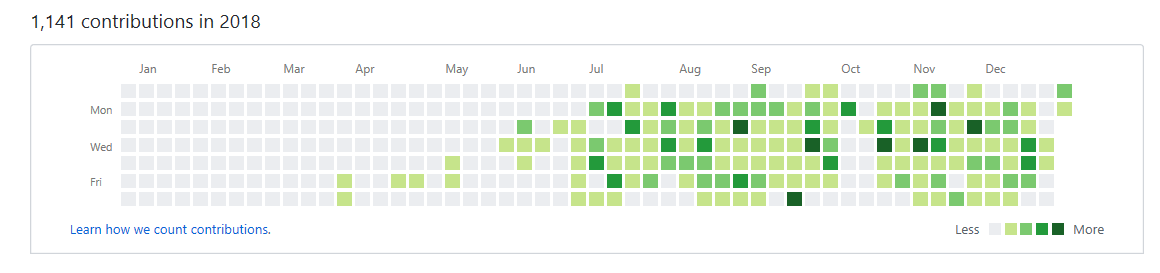 1,141 contributions in 2018
Jan Feb Mar Apr May Jun Jul Aug Sep Oct Nov Dec
Mon
Wed
Fri
Learn how we count contributions. Less More